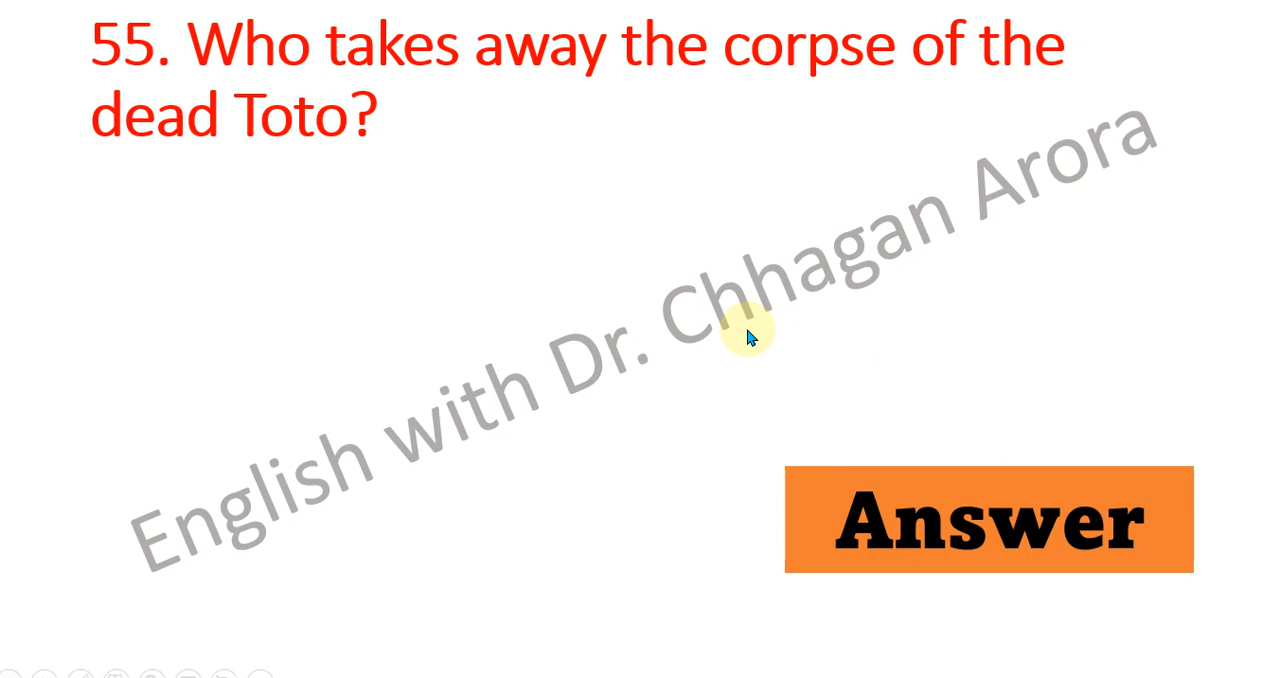 55. Who takes away the corpse of the
dead Toto?
English with Dr. Chhagan Arora
Answer